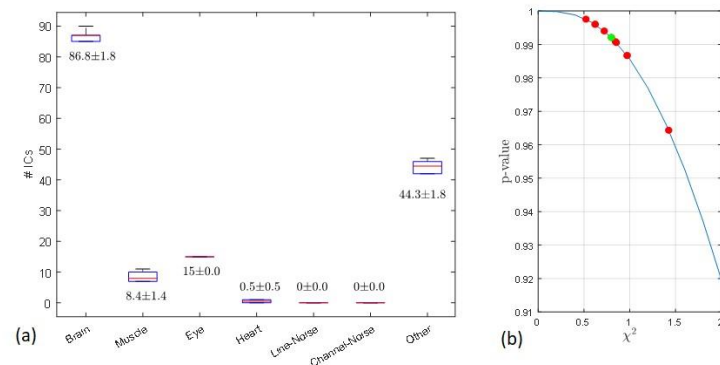 90
80
70
60
50
40
30
20
10
0
# ICs
86.8±1.8
8.4±1.4
15±0.0
0.5±0.5
0±0.0
0±0.0
44.3±1.8
Brain
Muscle
Eye
Heart
Line-Noise
Channel-Noise
Other
(a)
1
0.99
0.98
0.97
0.96
0.95
0.94
0.93
0.92
p-value
0
0.5
1
1.5
2
χ²
(b)